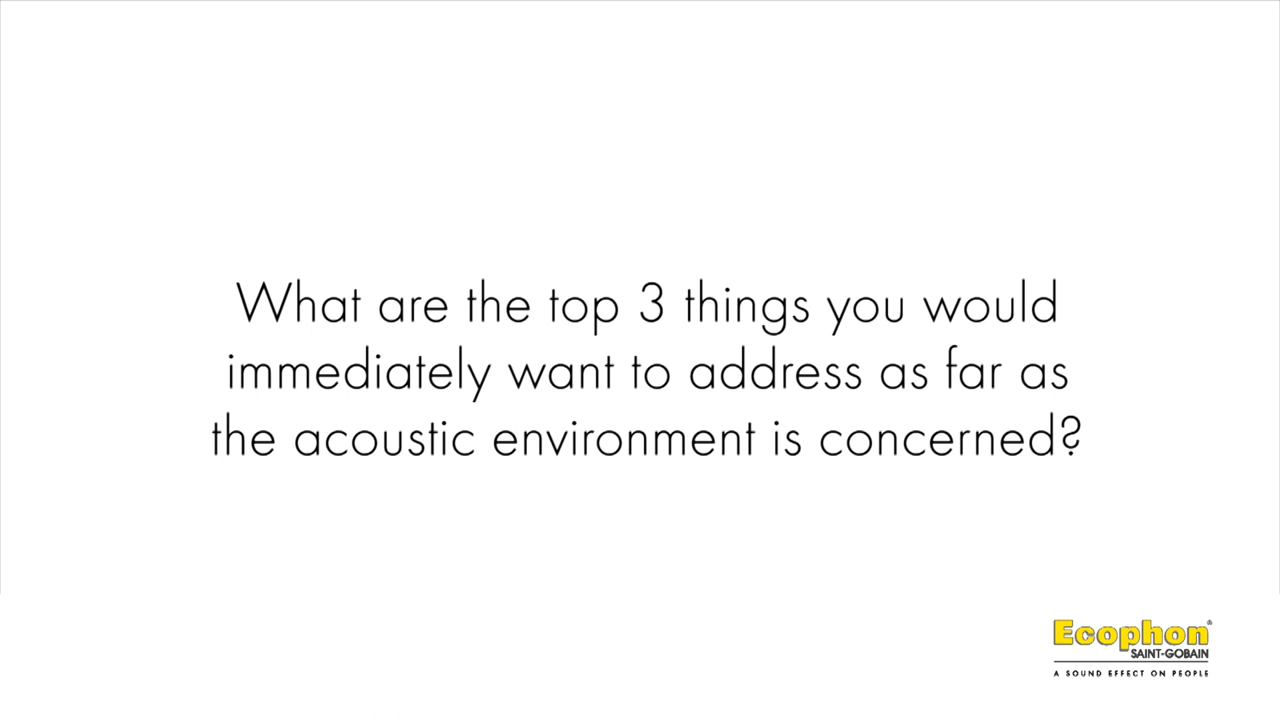 What are the top 3 things you would
immediately want to address as far as
the acoustic environment is concerned?
Ecophon®
SAINT-GOBAIN
A SOUND EFFECT ON PEOPLE